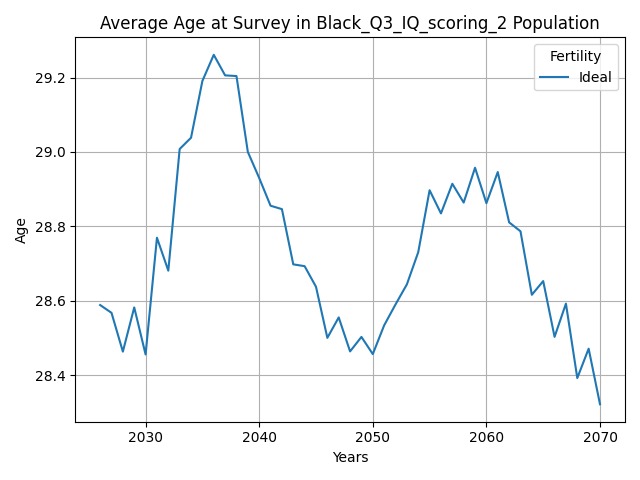 Average Age at Survey in Black_Q3_IQ_scoring_2 Population
Fertility
Ideal
Age
29.2
29.0
28.8
28.6
28.4
2030 2040 2050 2060 2070
Years